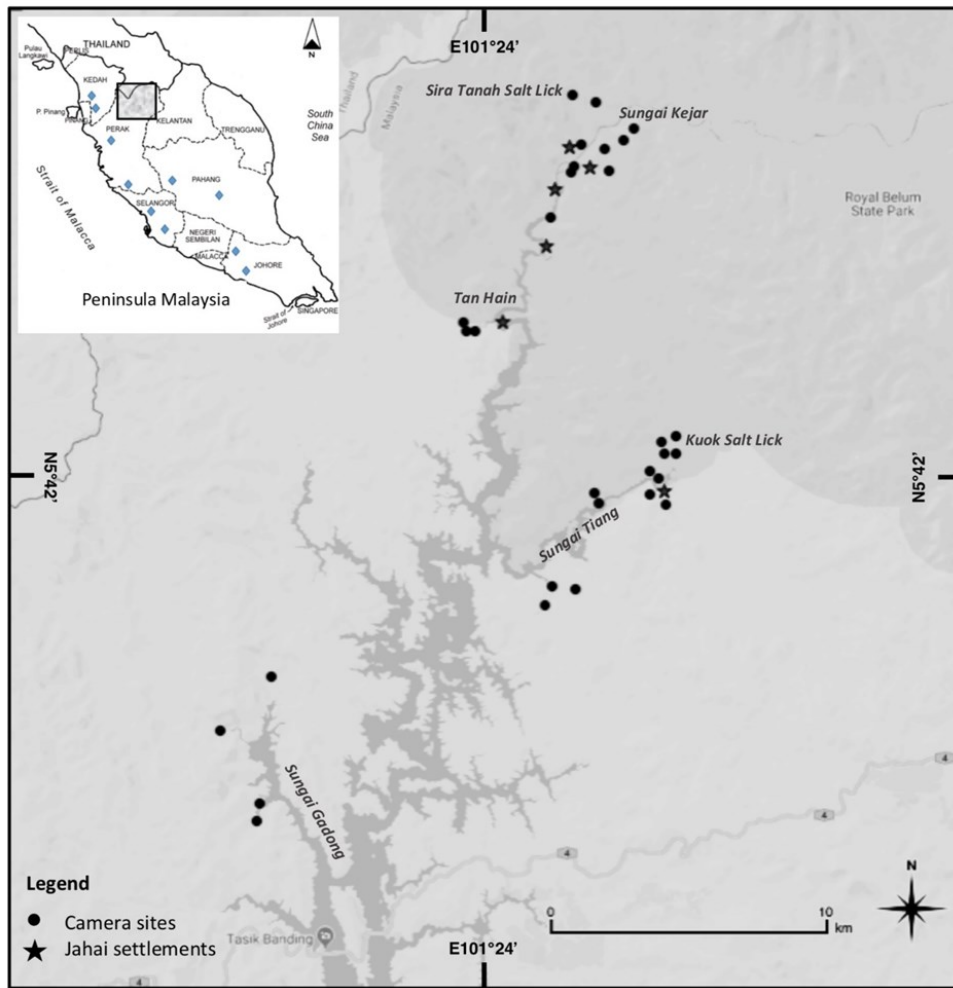 E101°24'
THAILAND
Pulau
Langkawi
PERLIS
KEDAH
P. Pinang
PINANG
PERAK
KELANTAN
TRENGGANU
South
China
Sea
PAHANG
SELANGOR
NEGERI
SEMBILAN
MALACCA
JOHORE
SINGAPORE
Strait of
Johore
Strait of Malacca
Peninsula Malaysia
N
Thailand
Malaysia
Sira Tanah Salt Lick
Sungai Kejar
Royal Belum
State Park
Tan Hain
Kuok Salt Lick
N5°42'
N5°42'
Sungai Tiang
Sungai Gadong
4
4
4
4
Legend
Camera sites
Jahai settlements
Tasik Banding
E101°24'
0
10
km
N